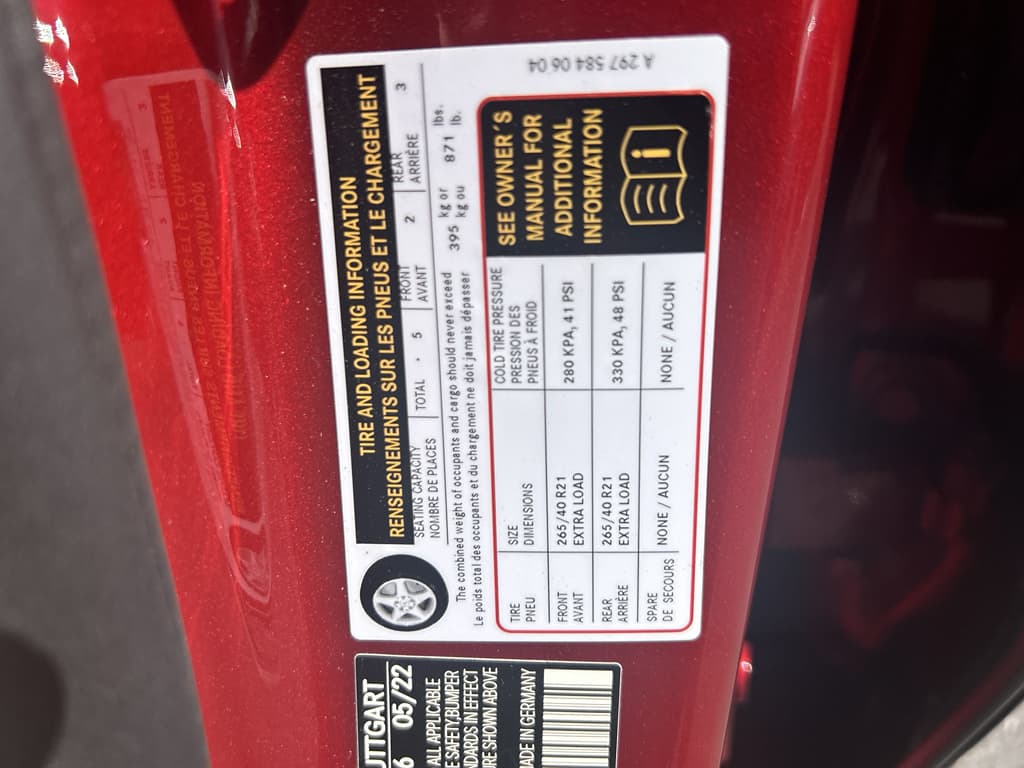 TIRE AND LOADING INFORMATION
RENSEIGNEMENTS SUR LES PNEUS ET LE CHARGEMENT
SEATING CAPACITY
NOMBRE DE PLACES
TOTAL · 5
FRONT
AVANT
2
REAR
ARRIÈRE
3
The combined weight of occupants and cargo should never exceed
Le poids total des occupants et du chargement ne doit jamais dépasser
395 kg or 871 lbs.
kg ou lb.
TIRE
PNEU
SIZE
DIMENSIONS
COLD TIRE PRESSURE
PRESSION DES
PNEUS À FROID
FRONT
AVANT
265/40 R21
EXTRA LOAD
280 KPA, 41 PSI
REAR
ARRIÈRE
265/40 R21
EXTRA LOAD
330 KPA, 48 PSI
SPARE
DE SECOURS
NONE / AUCUN
NONE / AUCUN
SEE OWNER´S
MANUAL FOR
ADDITIONAL
INFORMATION
i
A 297 584 06 04
UTTGART
6 05/22
ALL APPLICABLE
E SAFETY,BUMPER
NDARDS IN EFFECT
RE SHOWN ABOVE
ADE IN GERMANY